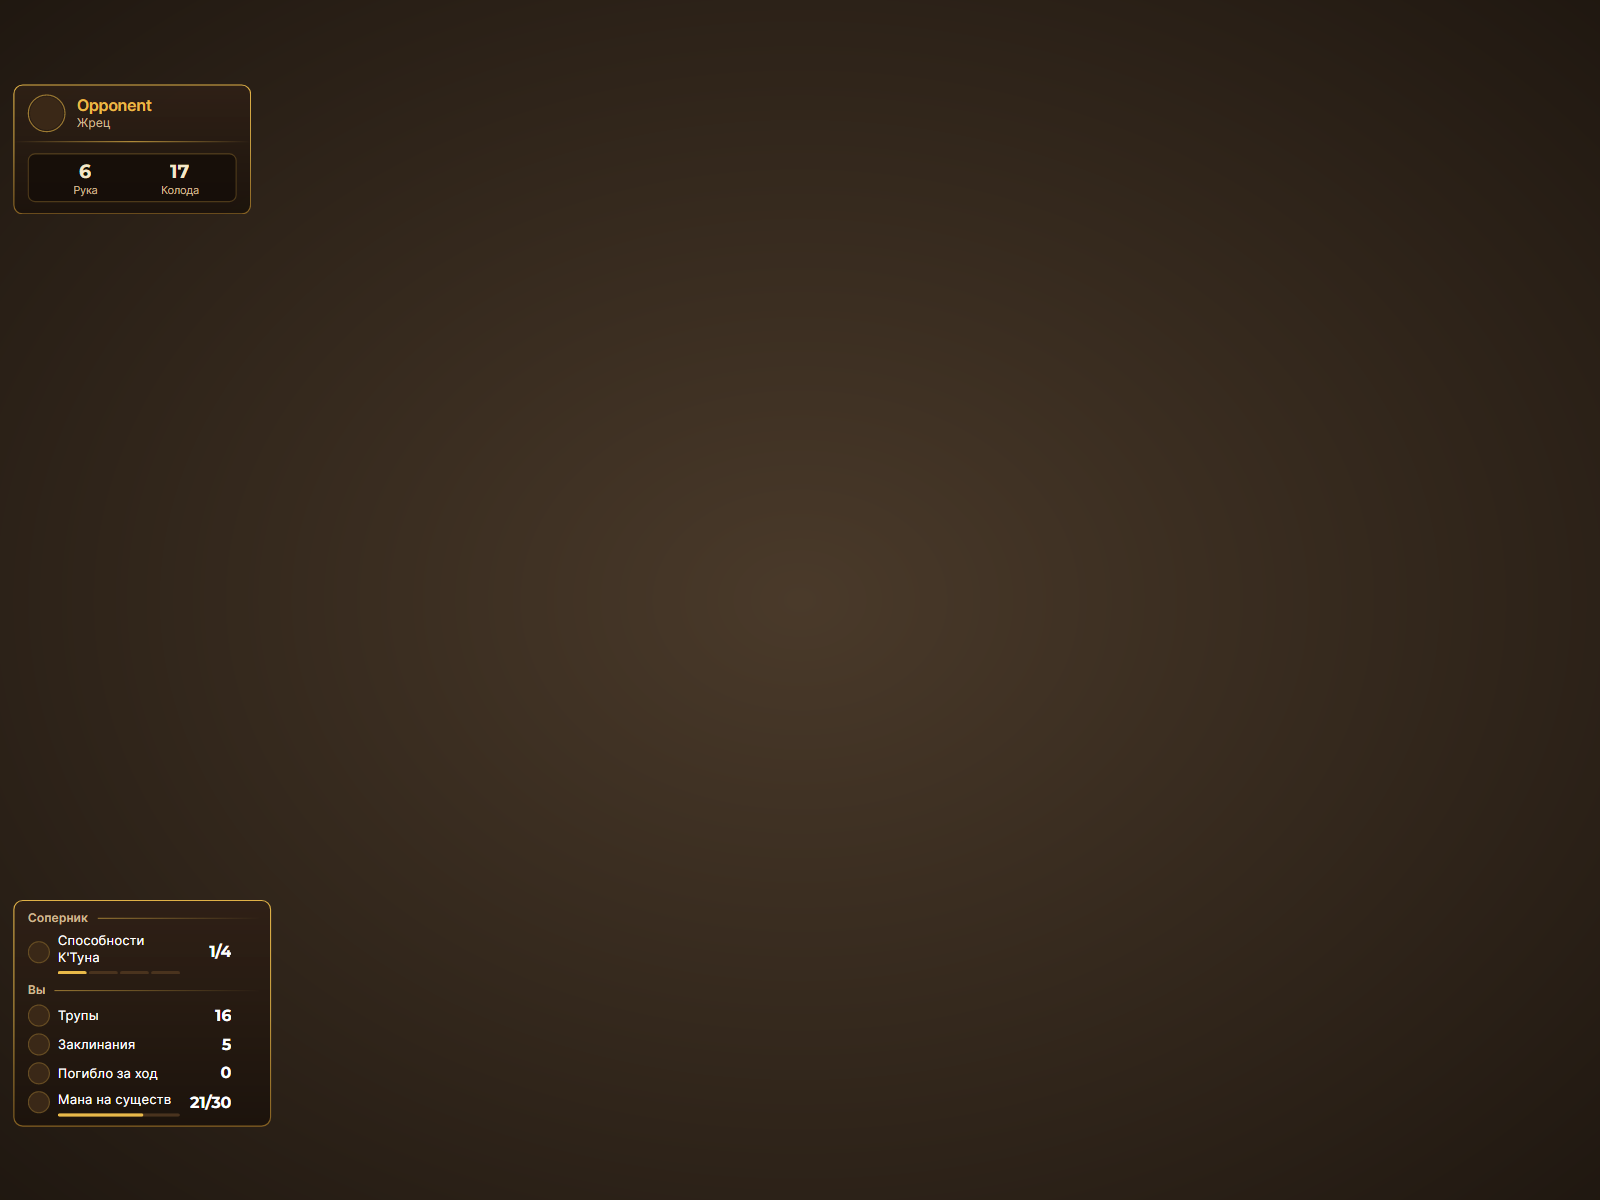 Opponent
Жрец
6 17
Рука Колода
Соперник
Способности
К'Туна
1/4
Вы
Трупы 16
Заклинания 5
Погибло за ход 0
Мана на существ 21/30